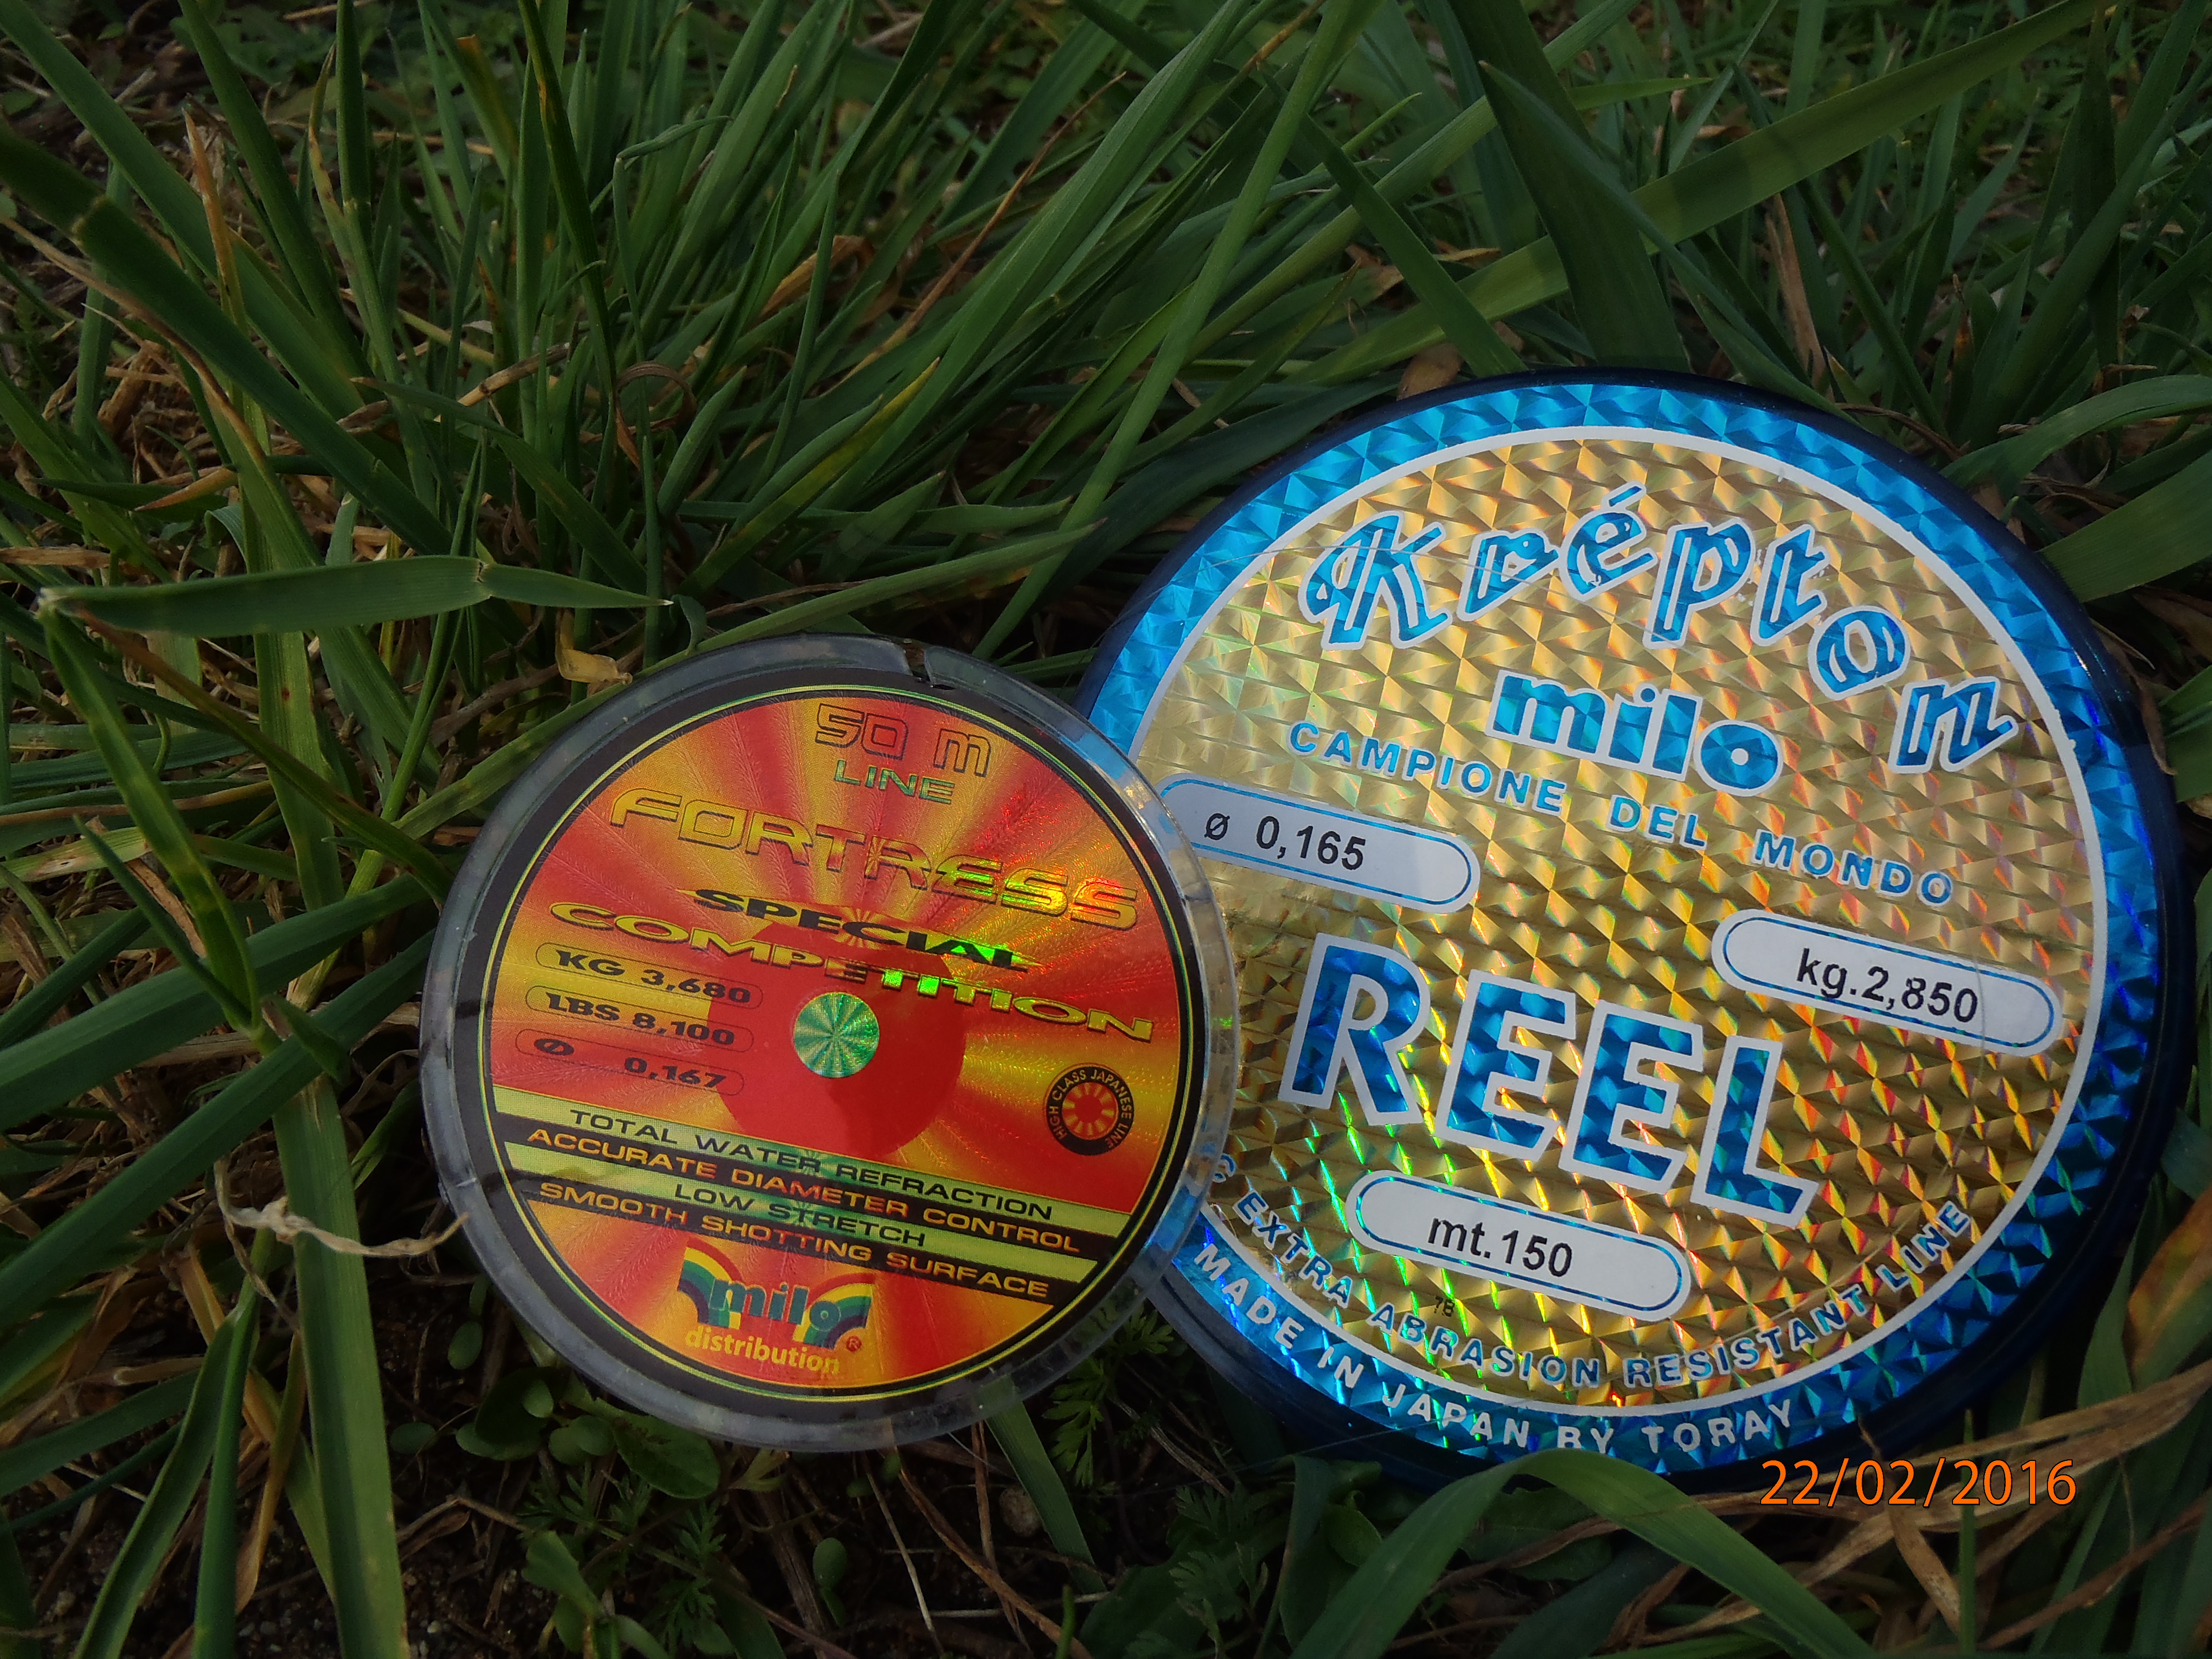 50 M
LINE
FORTRESS
SPECIAL
COMPETITION
KG 3,680
LBS 8,100
Ø 0,167
HIGH CLASS JAPANESE LINE
TOTAL WATER REFRACTION
ACCURATE DIAMETER CONTROL
LOW STRETCH
SMOOTH SHOTTING SURFACE
milo®
distribution
Krépton
milo
CAMPIONE DEL MONDO
Ø 0,165
kg.2,850
REEL
mt.150
EXTRA ABRASION RESISTANT LINE
MADE IN JAPAN BY TORAY
22/02/2016